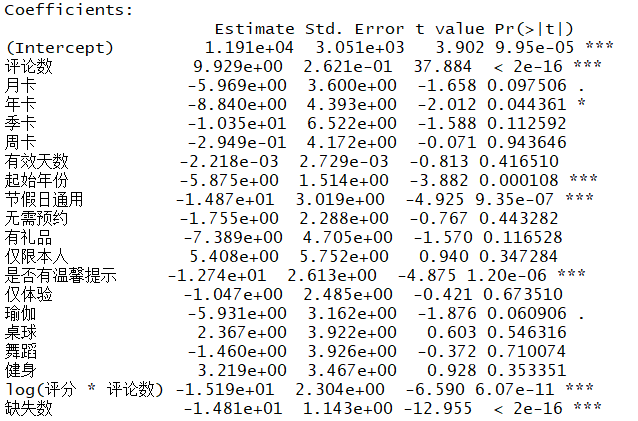 Coefficients:
Estimate Std. Error t value Pr(>|t|)
(Intercept) 1.191e+04 3.051e+03 3.902 9.95e-05 ***
评论数 9.929e+00 2.621e-01 37.884 < 2e-16 ***
月卡 -5.969e+00 3.600e+00 -1.658 0.097506 .
年卡 -8.840e+00 4.393e+00 -2.012 0.044361 *
季卡 -1.035e+01 6.522e+00 -1.588 0.112592
周卡 -2.949e-01 4.172e+00 -0.071 0.943646
有效天数 -2.218e-03 2.729e-03 -0.813 0.416510
起始年份 -5.875e+00 1.514e+00 -3.882 0.000108 ***
节假日通用 -1.487e+01 3.019e+00 -4.925 9.35e-07 ***
无需预约 -1.755e+00 2.288e+00 -0.767 0.443282
有礼品 -7.389e+00 4.705e+00 -1.570 0.116528
仅限本人 5.408e+00 5.752e+00 0.940 0.347284
是否有温馨提示 -1.274e+01 2.613e+00 -4.875 1.20e-06 ***
仅体验 -1.047e+00 2.485e+00 -0.421 0.673510
瑜伽 -5.931e+00 3.162e+00 -1.876 0.060906 .
桌球 2.367e+00 3.922e+00 0.603 0.546316
舞蹈 -1.460e+00 3.926e+00 -0.372 0.710074
健身 3.219e+00 3.467e+00 0.928 0.353351
log(评分 * 评论数) -1.519e+01 2.304e+00 -6.590 6.07e-11 ***
缺失数 -1.481e+01 1.143e+00 -12.955 < 2e-16 ***